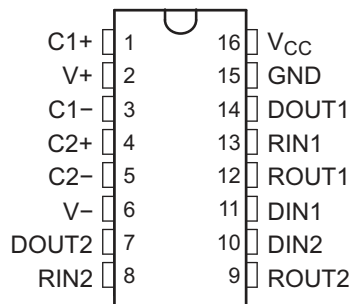 C1+ 1 16 VCC
V+ 2 15 GND
C1− 3 14 DOUT1
C2+ 4 13 RIN1
C2− 5 12 ROUT1
V− 6 11 DIN1
DOUT2 7 10 DIN2
RIN2 8 9 ROUT2